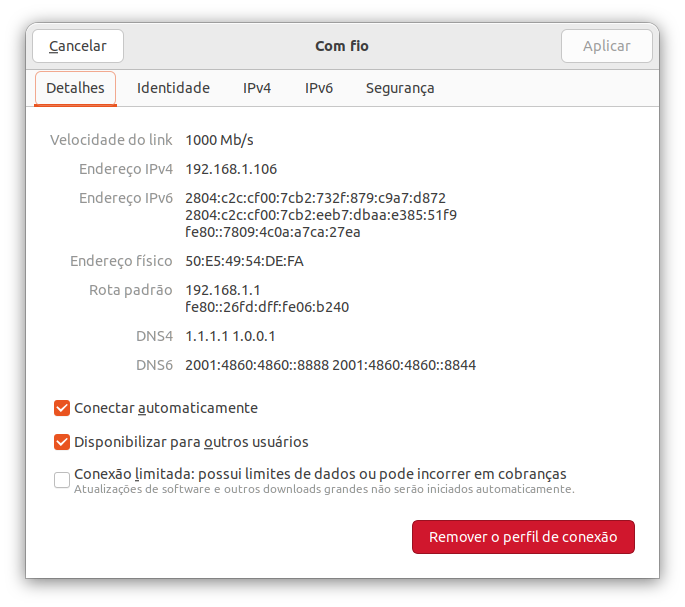 Cancelar
Com fio
Aplicar
Detalhes
Identidade
IPv4
IPv6
Segurança
Velocidade do link 1000 Mb/s
Endereço IPv4 192.168.1.106
Endereço IPv6 2804:c2c:cf00:7cb2:732f:879:c9a7:d872
2804:c2c:cf00:7cb2:eeb7:dbaa:e385:51f9
fe80::7809:4c0a:a7ca:27ea
Endereço físico 50:E5:49:54:DE:FA
Rota padrão 192.168.1.1
fe80::26fd:dff:fe06:b240
DNS4 1.1.1.1 1.0.0.1
DNS6 2001:4860:4860::8888 2001:4860:4860::8844
Conectar automaticamente
Disponibilizar para outros usuários
Conexão limitada: possui limites de dados ou pode incorrer em cobranças
Atualizações de software e outros downloads grandes não serão iniciados automaticamente.
Remover o perfil de conexão